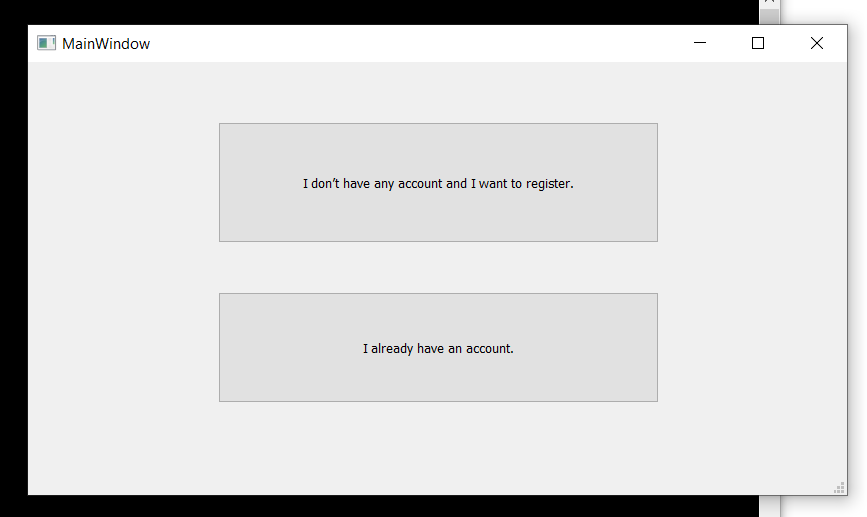 MainWindow
I don’t have any account and I want to register.
I already have an account.